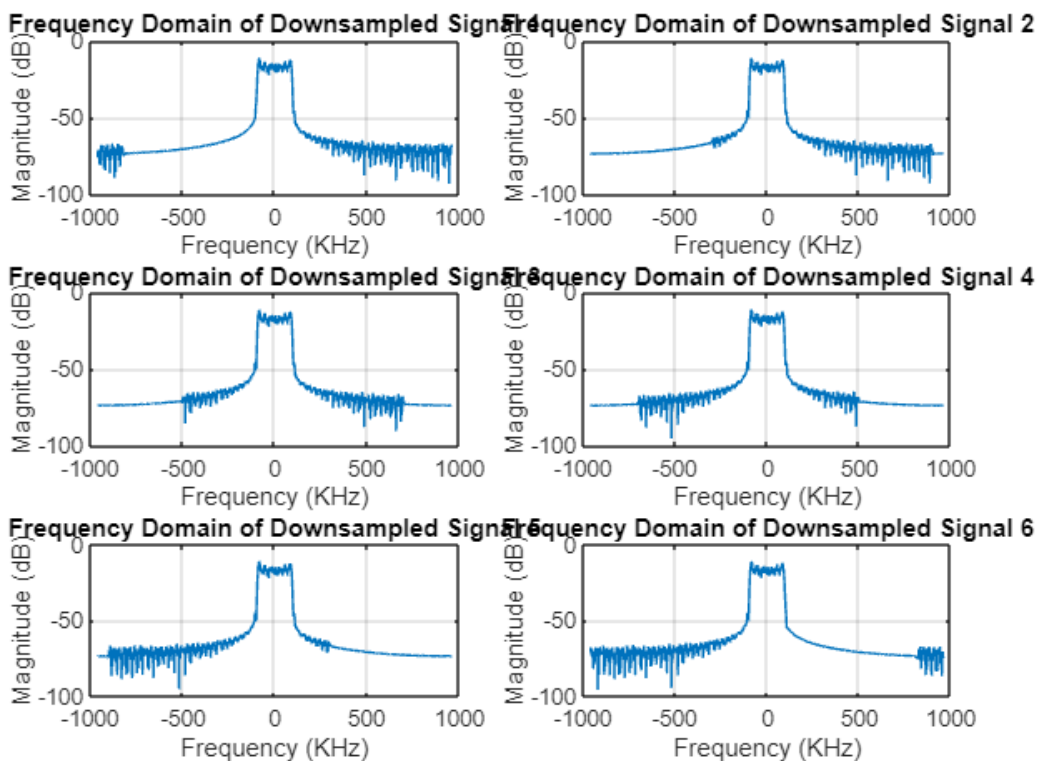 Frequency Domain of Downsampled Signal 1
Frequency Domain of Downsampled Signal 2
Magnitude (dB)
0
-50
-100
-1000 -500 0 500 1000
Frequency (KHz)
Magnitude (dB)
0
-50
-100
-1000 -500 0 500 1000
Frequency (KHz)
Frequency Domain of Downsampled Signal 3
Frequency Domain of Downsampled Signal 4
Magnitude (dB)
0
-50
-100
-1000 -500 0 500 1000
Frequency (KHz)
Magnitude (dB)
0
-50
-100
-1000 -500 0 500 1000
Frequency (KHz)
Frequency Domain of Downsampled Signal 5
Frequency Domain of Downsampled Signal 6
Magnitude (dB)
0
-50
-100
-1000 -500 0 500 1000
Frequency (KHz)
Magnitude (dB)
0
-50
-100
-1000 -500 0 500 1000
Frequency (KHz)